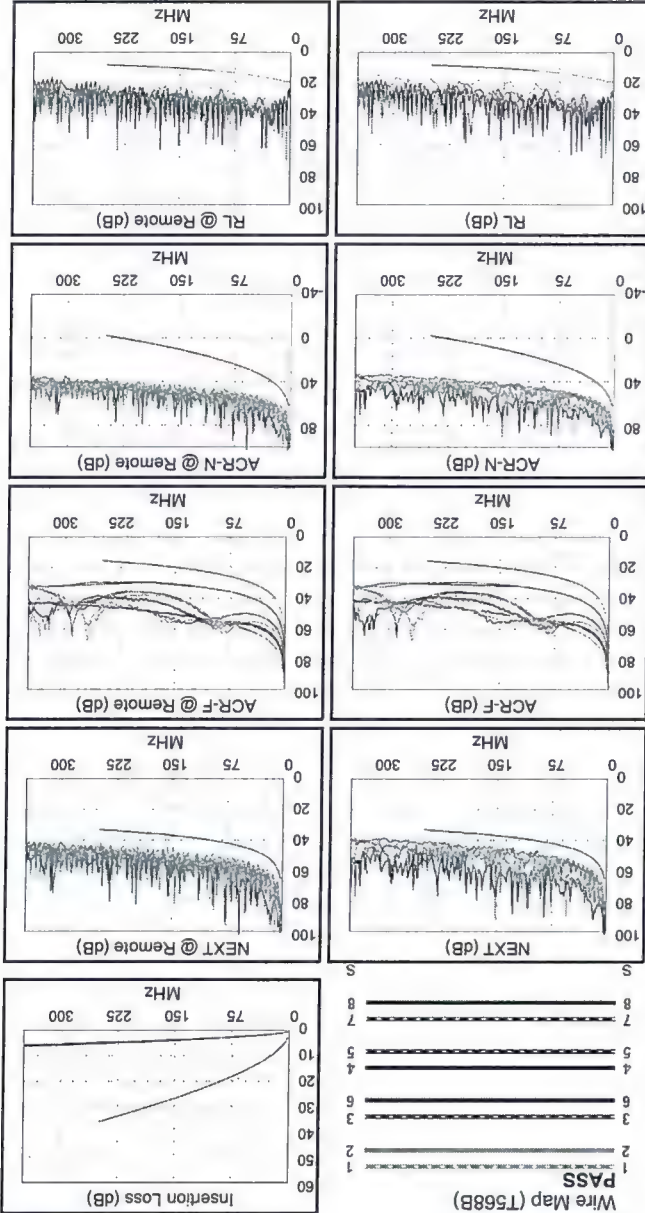 Wire Map (T568B)
PASS
1 1
2 2
3 3
6 6
4 4
5 5
7 7
8 8
S S
Insertion Loss (dB)
60
50
40
30
20
10
0
0 75 150 225 300
MHz
NEXT (dB)
100
80
60
40
20
0
0 75 150 225 300
MHz
NEXT @ Remote (dB)
100
80
60
40
20
0
0 75 150 225 300
MHz
ACR-F (dB)
100
80
60
40
20
0
0 75 150 225 300
MHz
ACR-F @ Remote (dB)
100
80
60
40
20
0
0 75 150 225 300
MHz
ACR-N (dB)
80
40
0
-40
0 75 150 225 300
MHz
ACR-N @ Remote (dB)
80
40
0
-40
0 75 150 225 300
MHz
RL (dB)
100
80
60
40
20
0
0 75 150 225 300
MHz
RL @ Remote (dB)
100
80
60
40
20
0
0 75 150 225 300
MHz